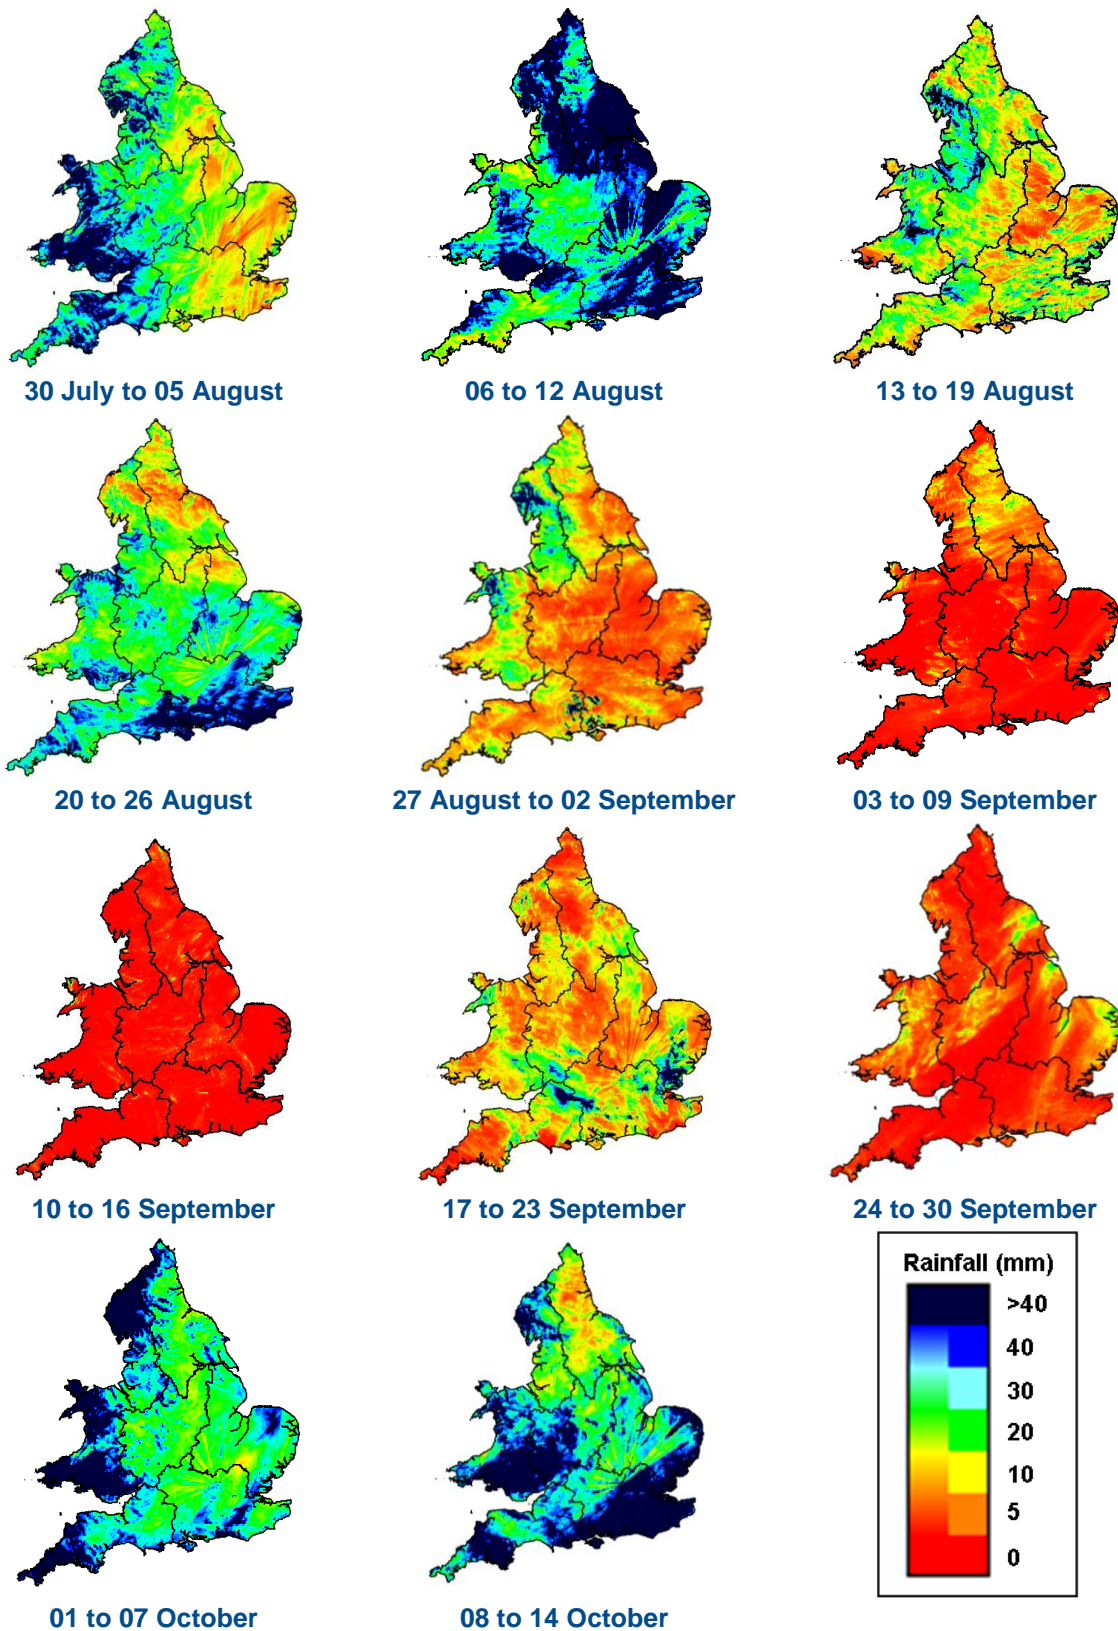 30 July to 05 August
06 to 12 August
13 to 19 August
20 to 26 August
27 August to 02 September
03 to 09 September
10 to 16 September
17 to 23 September
24 to 30 September
01 to 07 October
08 to 14 October
Rainfall (mm)
>40
40
30
20
10
5
0